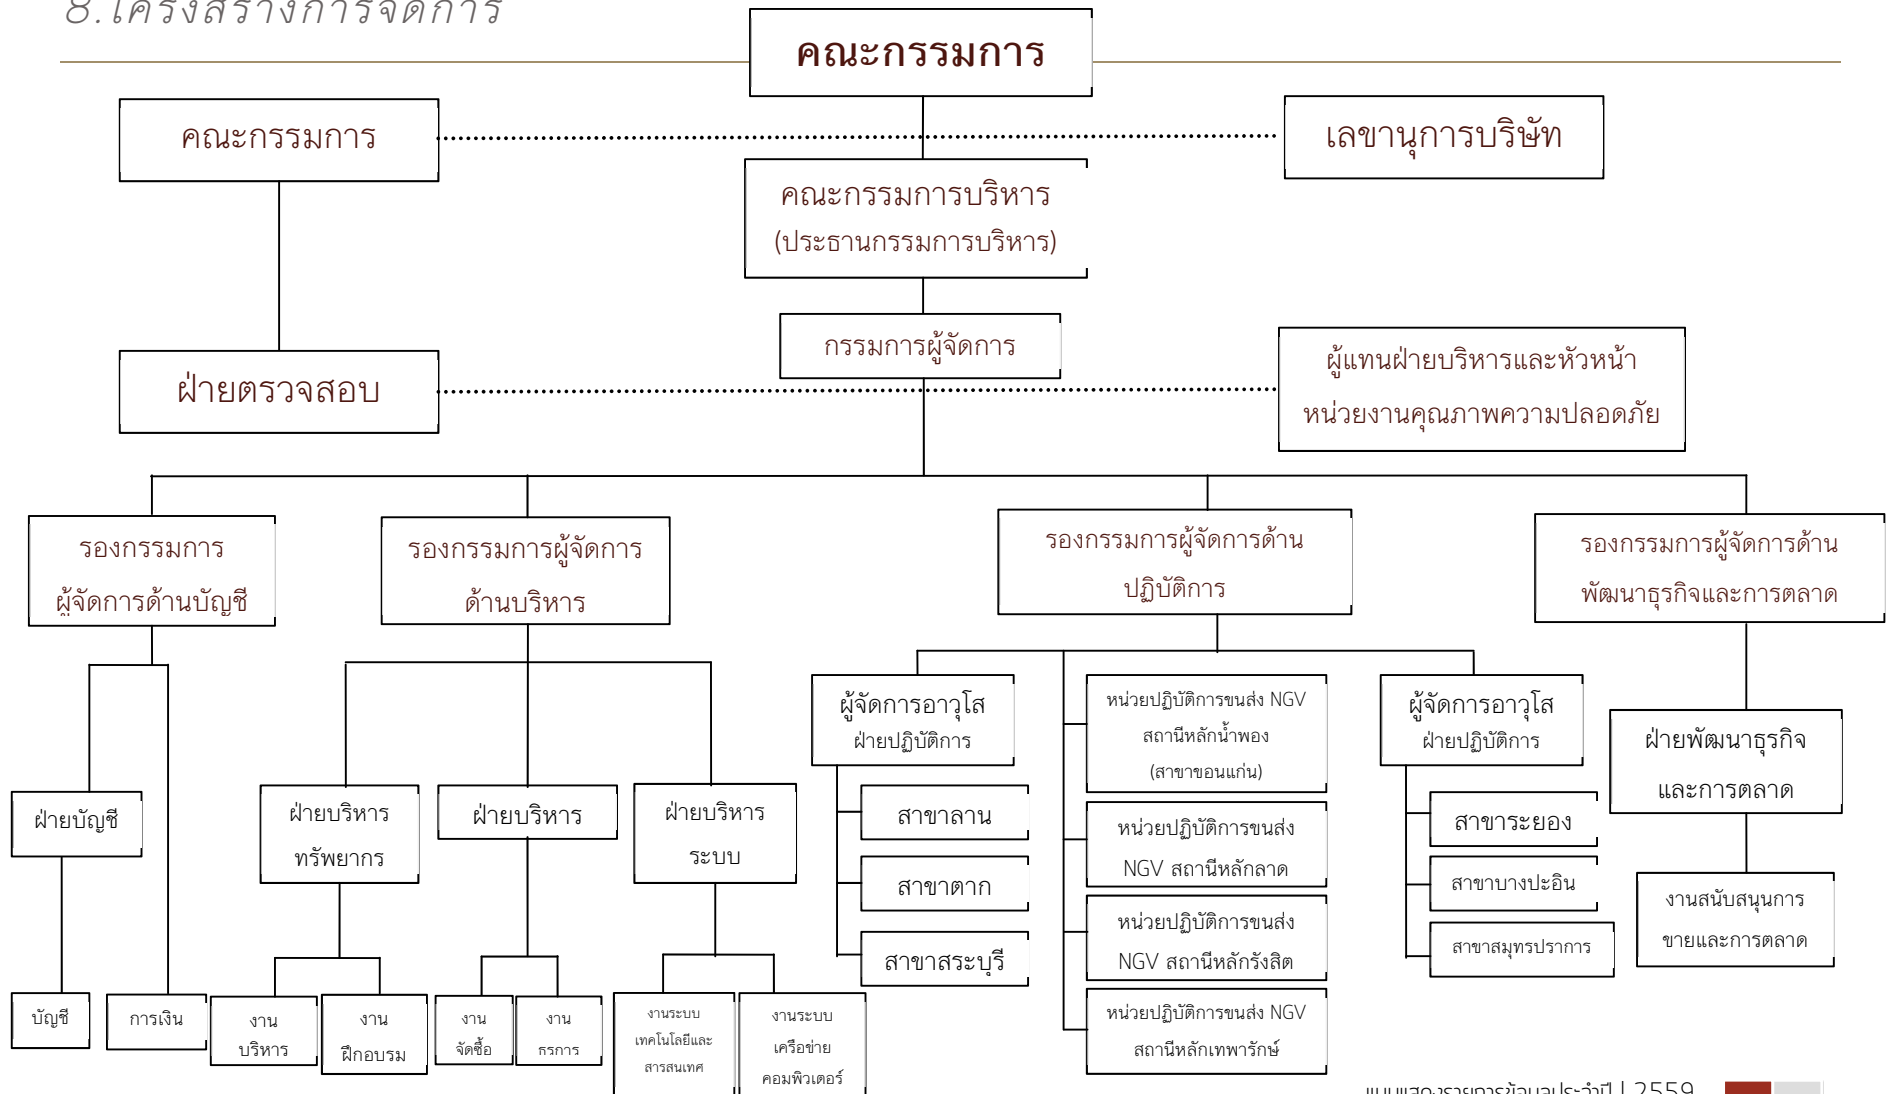 8.โครงสร้างการจัดการ
คณะกรรมการ
คณะกรรมการ
เลขานุการบริษัท
คณะกรรมการบริหาร
(ประธานกรรมการบริหาร)
กรรมการผู้จัดการ
ฝ่ายตรวจสอบ
ผู้แทนฝ่ายบริหารและหัวหน้า
หน่วยงานคุณภาพความปลอดภัย
รองกรรมการ
ผู้จัดการด้านบัญชี
รองกรรมการผู้จัดการ
ด้านบริหาร
รองกรรมการผู้จัดการด้าน
ปฏิบัติการ
รองกรรมการผู้จัดการด้าน
พัฒนาธุรกิจและการตลาด
ฝ่ายบัญชี
ฝ่ายบริหาร
ทรัพยากร
ฝ่ายบริหาร
ฝ่ายบริหาร
ระบบ
ผู้จัดการอาวุโส
ฝ่ายปฏิบัติการ
สาขาลาน
สาขาตาก
สาขาสระบุรี
หน่วยปฏิบัติการขนส่ง NGV
สถานีหลักน้ำพอง
(สาขาขอนแก่น)
หน่วยปฏิบัติการขนส่ง
NGV สถานีหลักลาด
หน่วยปฏิบัติการขนส่ง
NGV สถานีหลักรังสิต
หน่วยปฏิบัติการขนส่ง NGV
สถานีหลักเทพารักษ์
ผู้จัดการอาวุโส
ฝ่ายปฏิบัติการ
สาขาระยอง
สาขาบางปะอิน
สาขาสมุทรปราการ
ฝ่ายพัฒนาธุรกิจ
และการตลาด
งานสนับสนุนการ
ขายและการตลาด
บัญชี
การเงิน
งาน
บริหาร
งาน
ฝึกอบรม
งาน
จัดซื้อ
งาน
ธรการ
งานระบบ
เทคโนโลยีและ
สารสนเทศ
งานระบบ
เครือข่าย
คอมพิวเตอร์
แบบแสดงรายการข้อมูลประจำปี | 2559